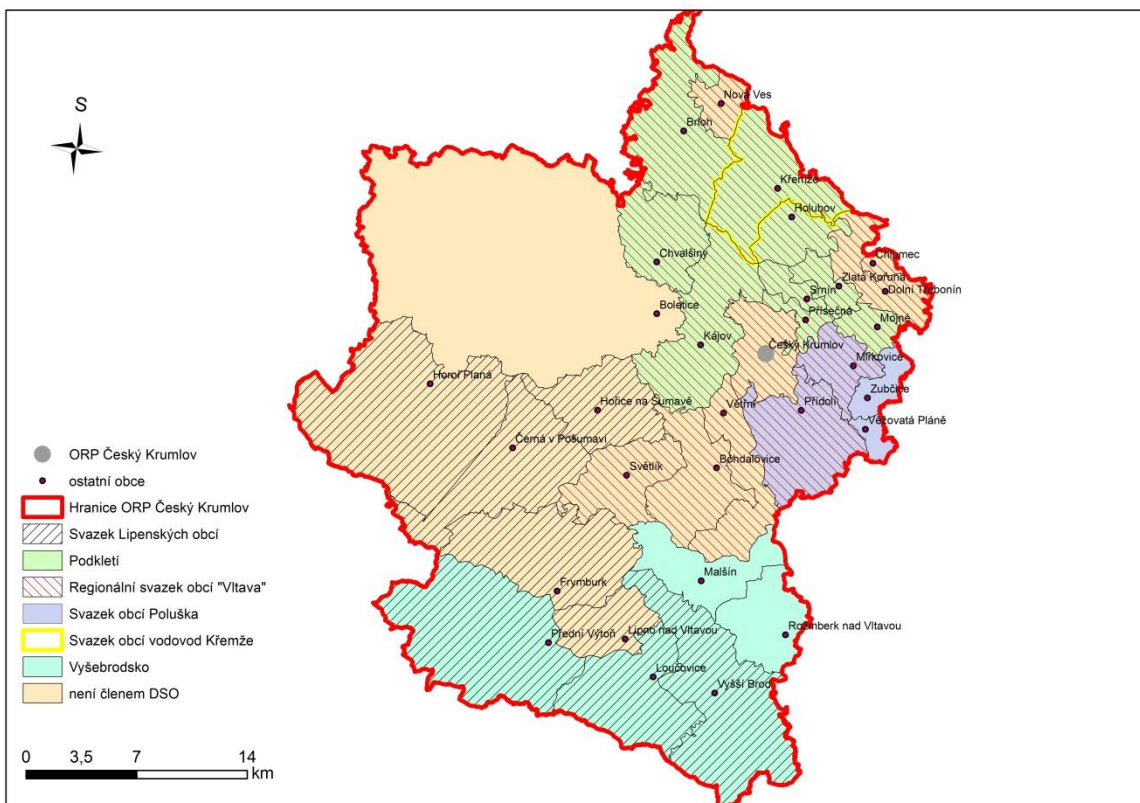 S
Nová Ves
Brloh
Křemže
Holubov
Chlumec
Chvalšiny
Zlatá Koruna
Dolní Třebonín
Srnín
Boletice
Přísečná
Mojné
Kájov
Český Krumlov
Mirkovice
Horní Planá
Zubčice
Hořice na Šumavě
Větřní
Přídolí
Věžovatá Pláně
Černá v Pošumaví
Světlík
Bohdalovice
Malšín
Frymburk
Rožmberk nad Vltavou
Přední Výtoň
Lipno nad Vltavou
Loučovice
Vyšší Brod
ORP Český Krumlov
ostatní obce
Hranice ORP Český Krumlov
Svazek Lipenských obcí
Podkletí
Regionální svazek obcí "Vltava"
Svazek obcí Poluška
Svazek obcí vodovod Křemže
Vyšebrodsko
není členem DSO
0 3,5 7 14
km